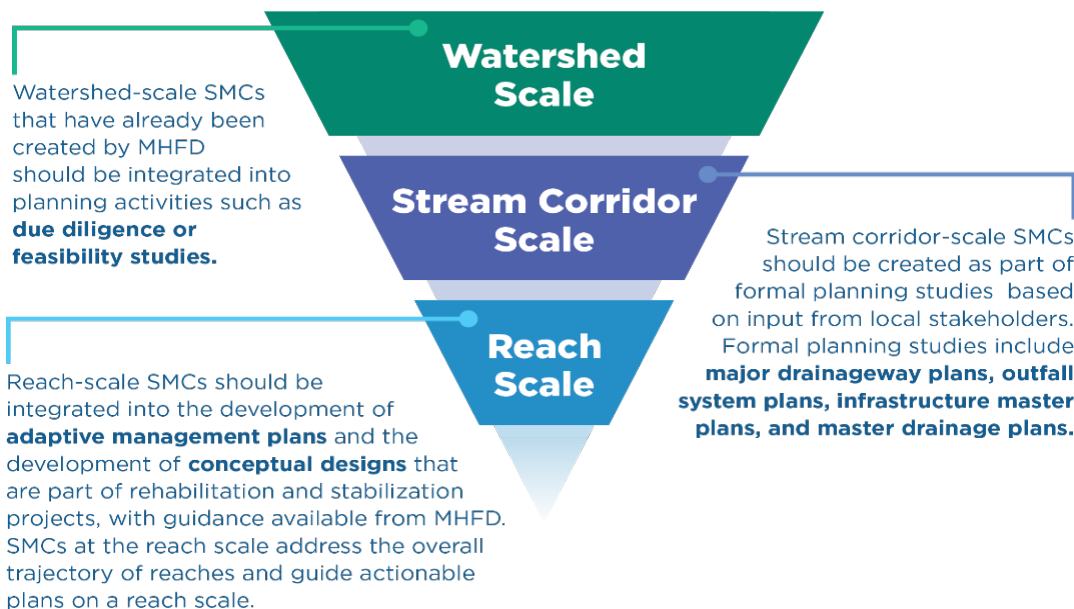 Watershed
Scale
Watershed-scale SMCs
that have already been
created by MHFD
should be integrated into
planning activities such as
due diligence or
feasibility studies.
Stream Corridor
Scale
Stream corridor-scale SMCs
should be created as part of
formal planning studies based
on input from local stakeholders.
Formal planning studies include
major drainageway plans, outfall
system plans, infrastructure master
plans, and master drainage plans.
Reach
Scale
Reach-scale SMCs should be
integrated into the development of
adaptive management plans and the
development of conceptual designs that
are part of rehabilitation and stabilization
projects, with guidance available from MHFD.
SMCs at the reach scale address the overall
trajectory of reaches and guide actionable
plans on a reach scale.